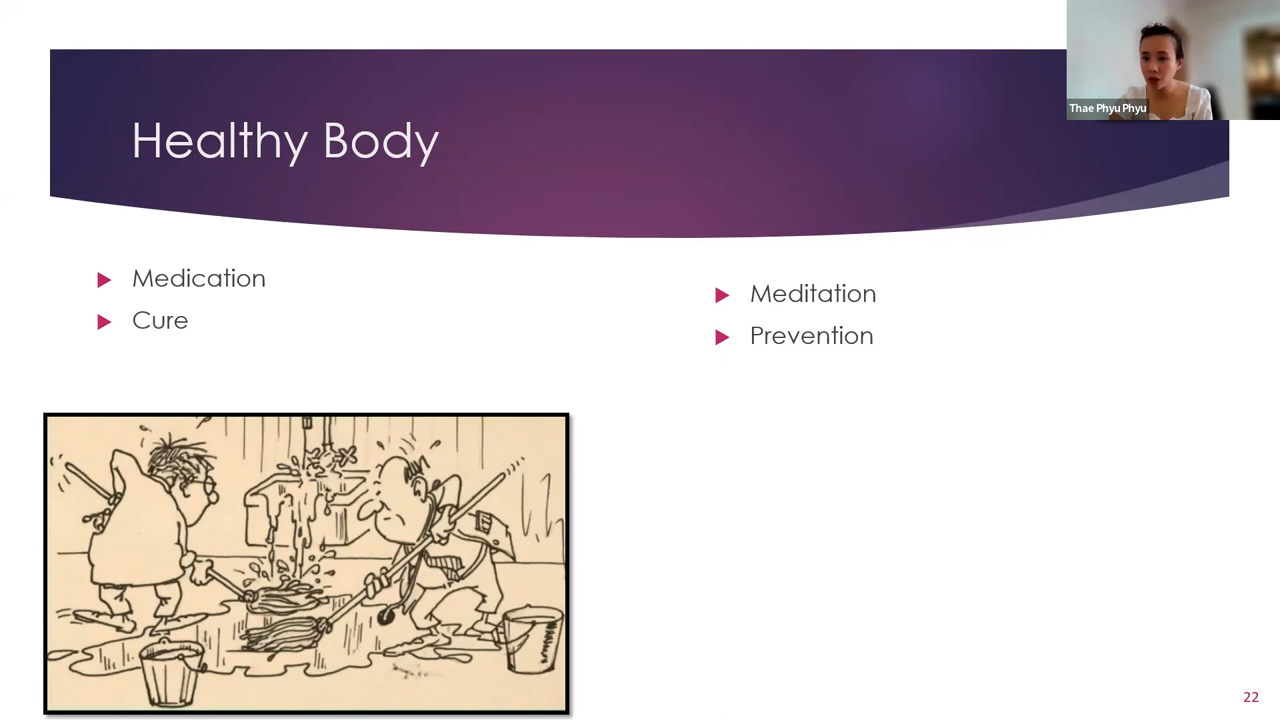 Thae Phyu Phyu
Healthy Body
Medication
Cure
Meditation
Prevention
22